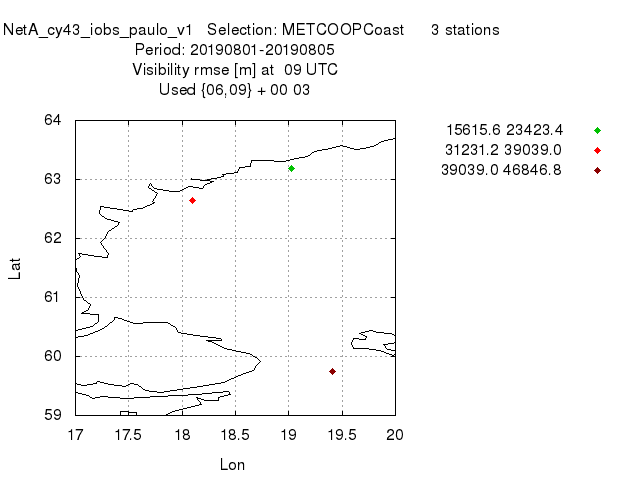 NetA_cy43_iobs_paulo_v1 Selection: METCOOPCoast 3 stations
Period: 20190801-20190805
Visibility rmse [m] at 09 UTC
Used {06,09} + 00 03
15615.6 23423.4
31231.2 39039.0
39039.0 46846.8
64
63
62
61
60
59
Lat
17 17.5 18 18.5 19 19.5 20
Lon